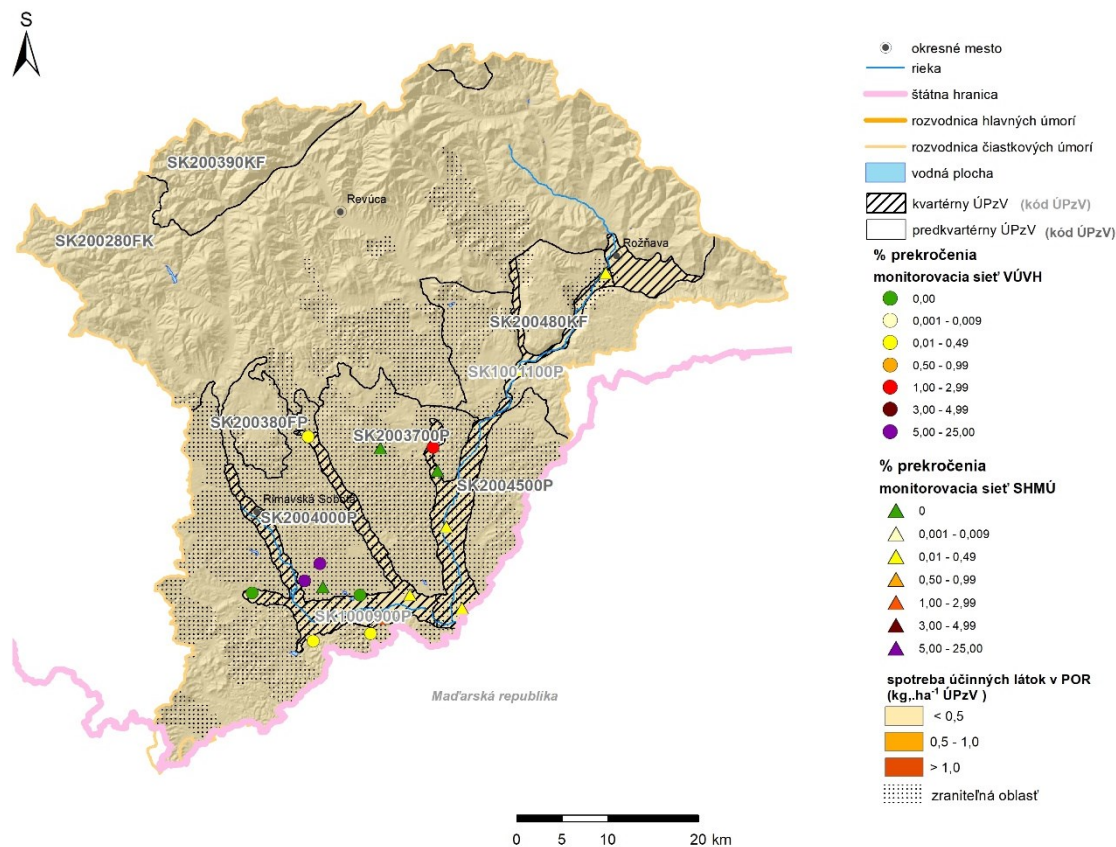 S
SK200390KF
Revúca
SK200280FK
Rožňava
SK200480KF
SK1001100P
SK200380FP
SK2003700P
SK2004500P
Rimavská Sobota
SK2004000P
SK1000900P
Maďarská republika
0 5 10 20 km
okresné mesto
rieka
štátna hranica
rozvodnica hlavných úmorí
rozvodnica čiastkových úmorí
vodná plocha
kvartérny ÚPzV (kód ÚPzV)
predkvartérny ÚPzV (kód ÚPzV)
% prekročenia
monitorovacia sieť VÚVH
0,00
0,001 - 0,009
0,01 - 0,49
0,50 - 0,99
1,00 - 2,99
3,00 - 4,99
5,00 - 25,00
% prekročenia
monitorovacia sieť SHMÚ
0
0,001 - 0,009
0,01 - 0,49
0,50 - 0,99
1,00 - 2,99
3,00 - 4,99
5,00 - 25,00
spotreba účinných látok v POR
(kg,.ha⁻¹ ÚPzV )
< 0,5
0,5 - 1,0
> 1,0
zraniteľná oblasť